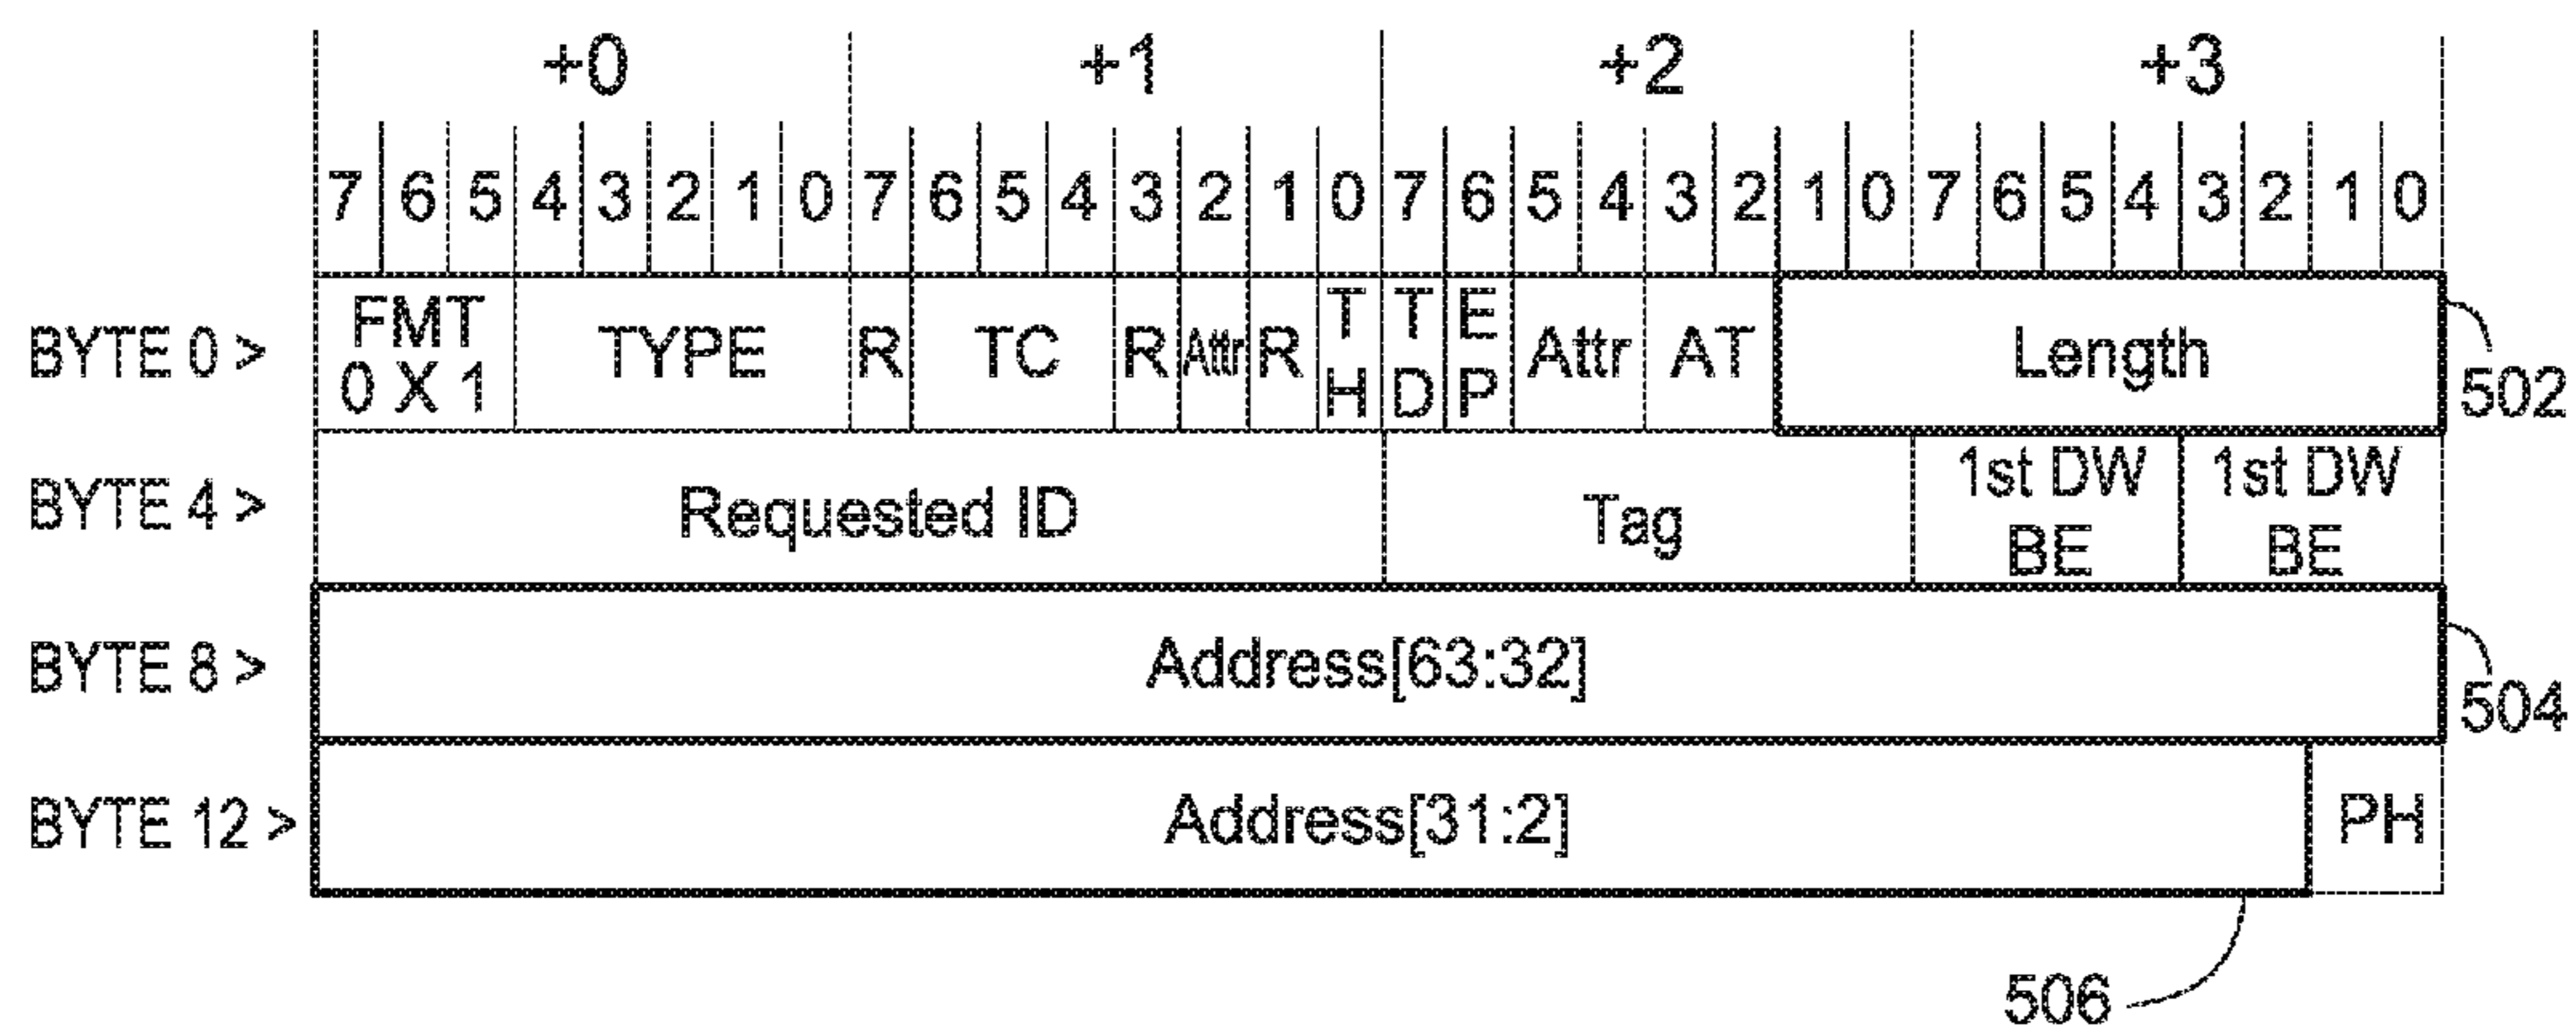 +0 +1 +2 +3
7 6 5 4 3 2 1 0 7 6 5 4 3 2 1 0 7 6 5 4 3 2 1 0 7 6 5 4 3 2 1 0
BYTE 0 > FMT 0 X 1 TYPE R TC R Attr R TH TD EP Attr AT Length
502
BYTE 4 > Requested ID Tag 1st DW BE 1st DW BE
BYTE 8 > Address[63:32]
504
BYTE 12 > Address[31:2] PH
506